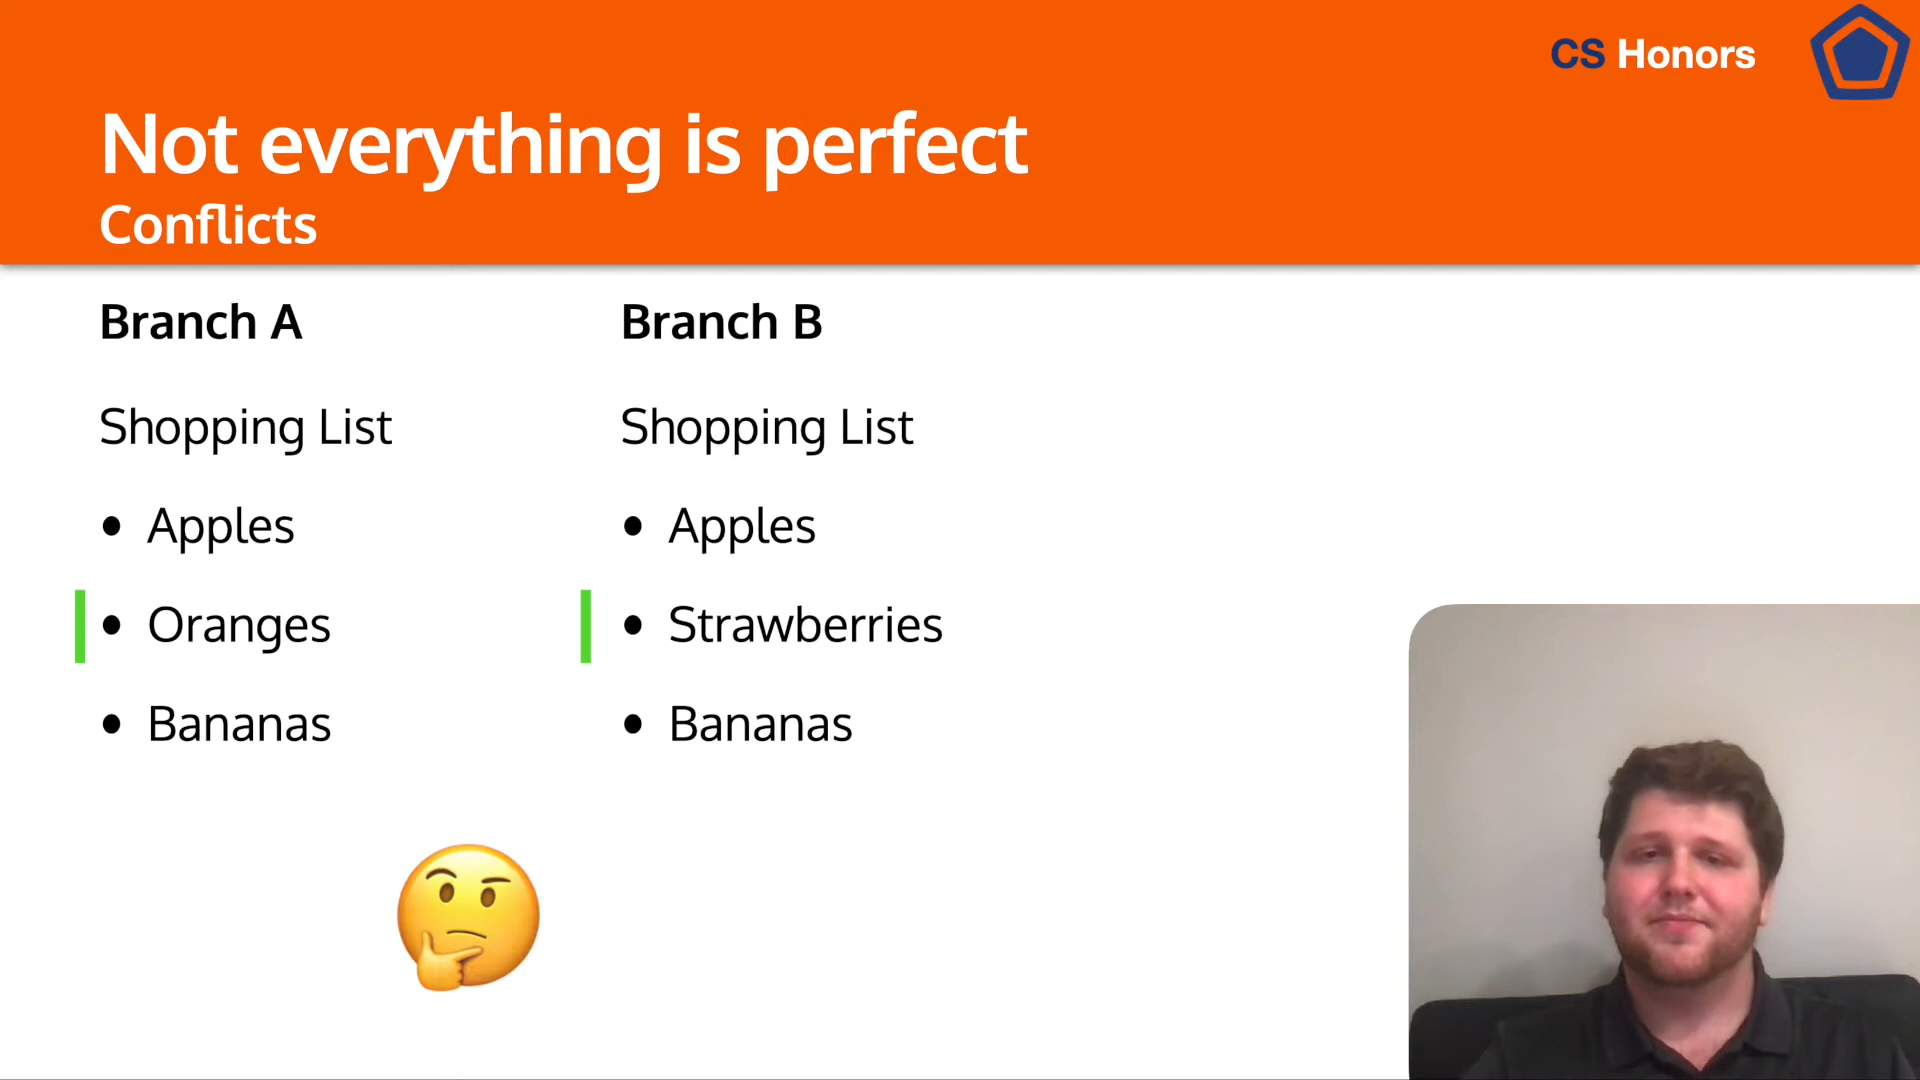 CS Honors
Not everything is perfect
Conflicts
Branch A
Shopping List
• Apples
• Oranges
• Bananas
Branch B
Shopping List
• Apples
• Strawberries
• Bananas